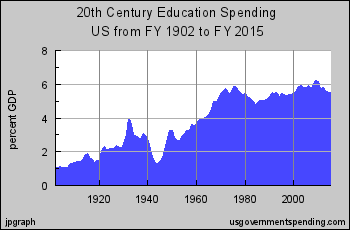 20th Century Education Spending
US from FY 1902 to FY 2015
percent GDP
8
6
4
2
0
1920 1940 1960 1980 2000
jpgraph usgovernmentspending.com